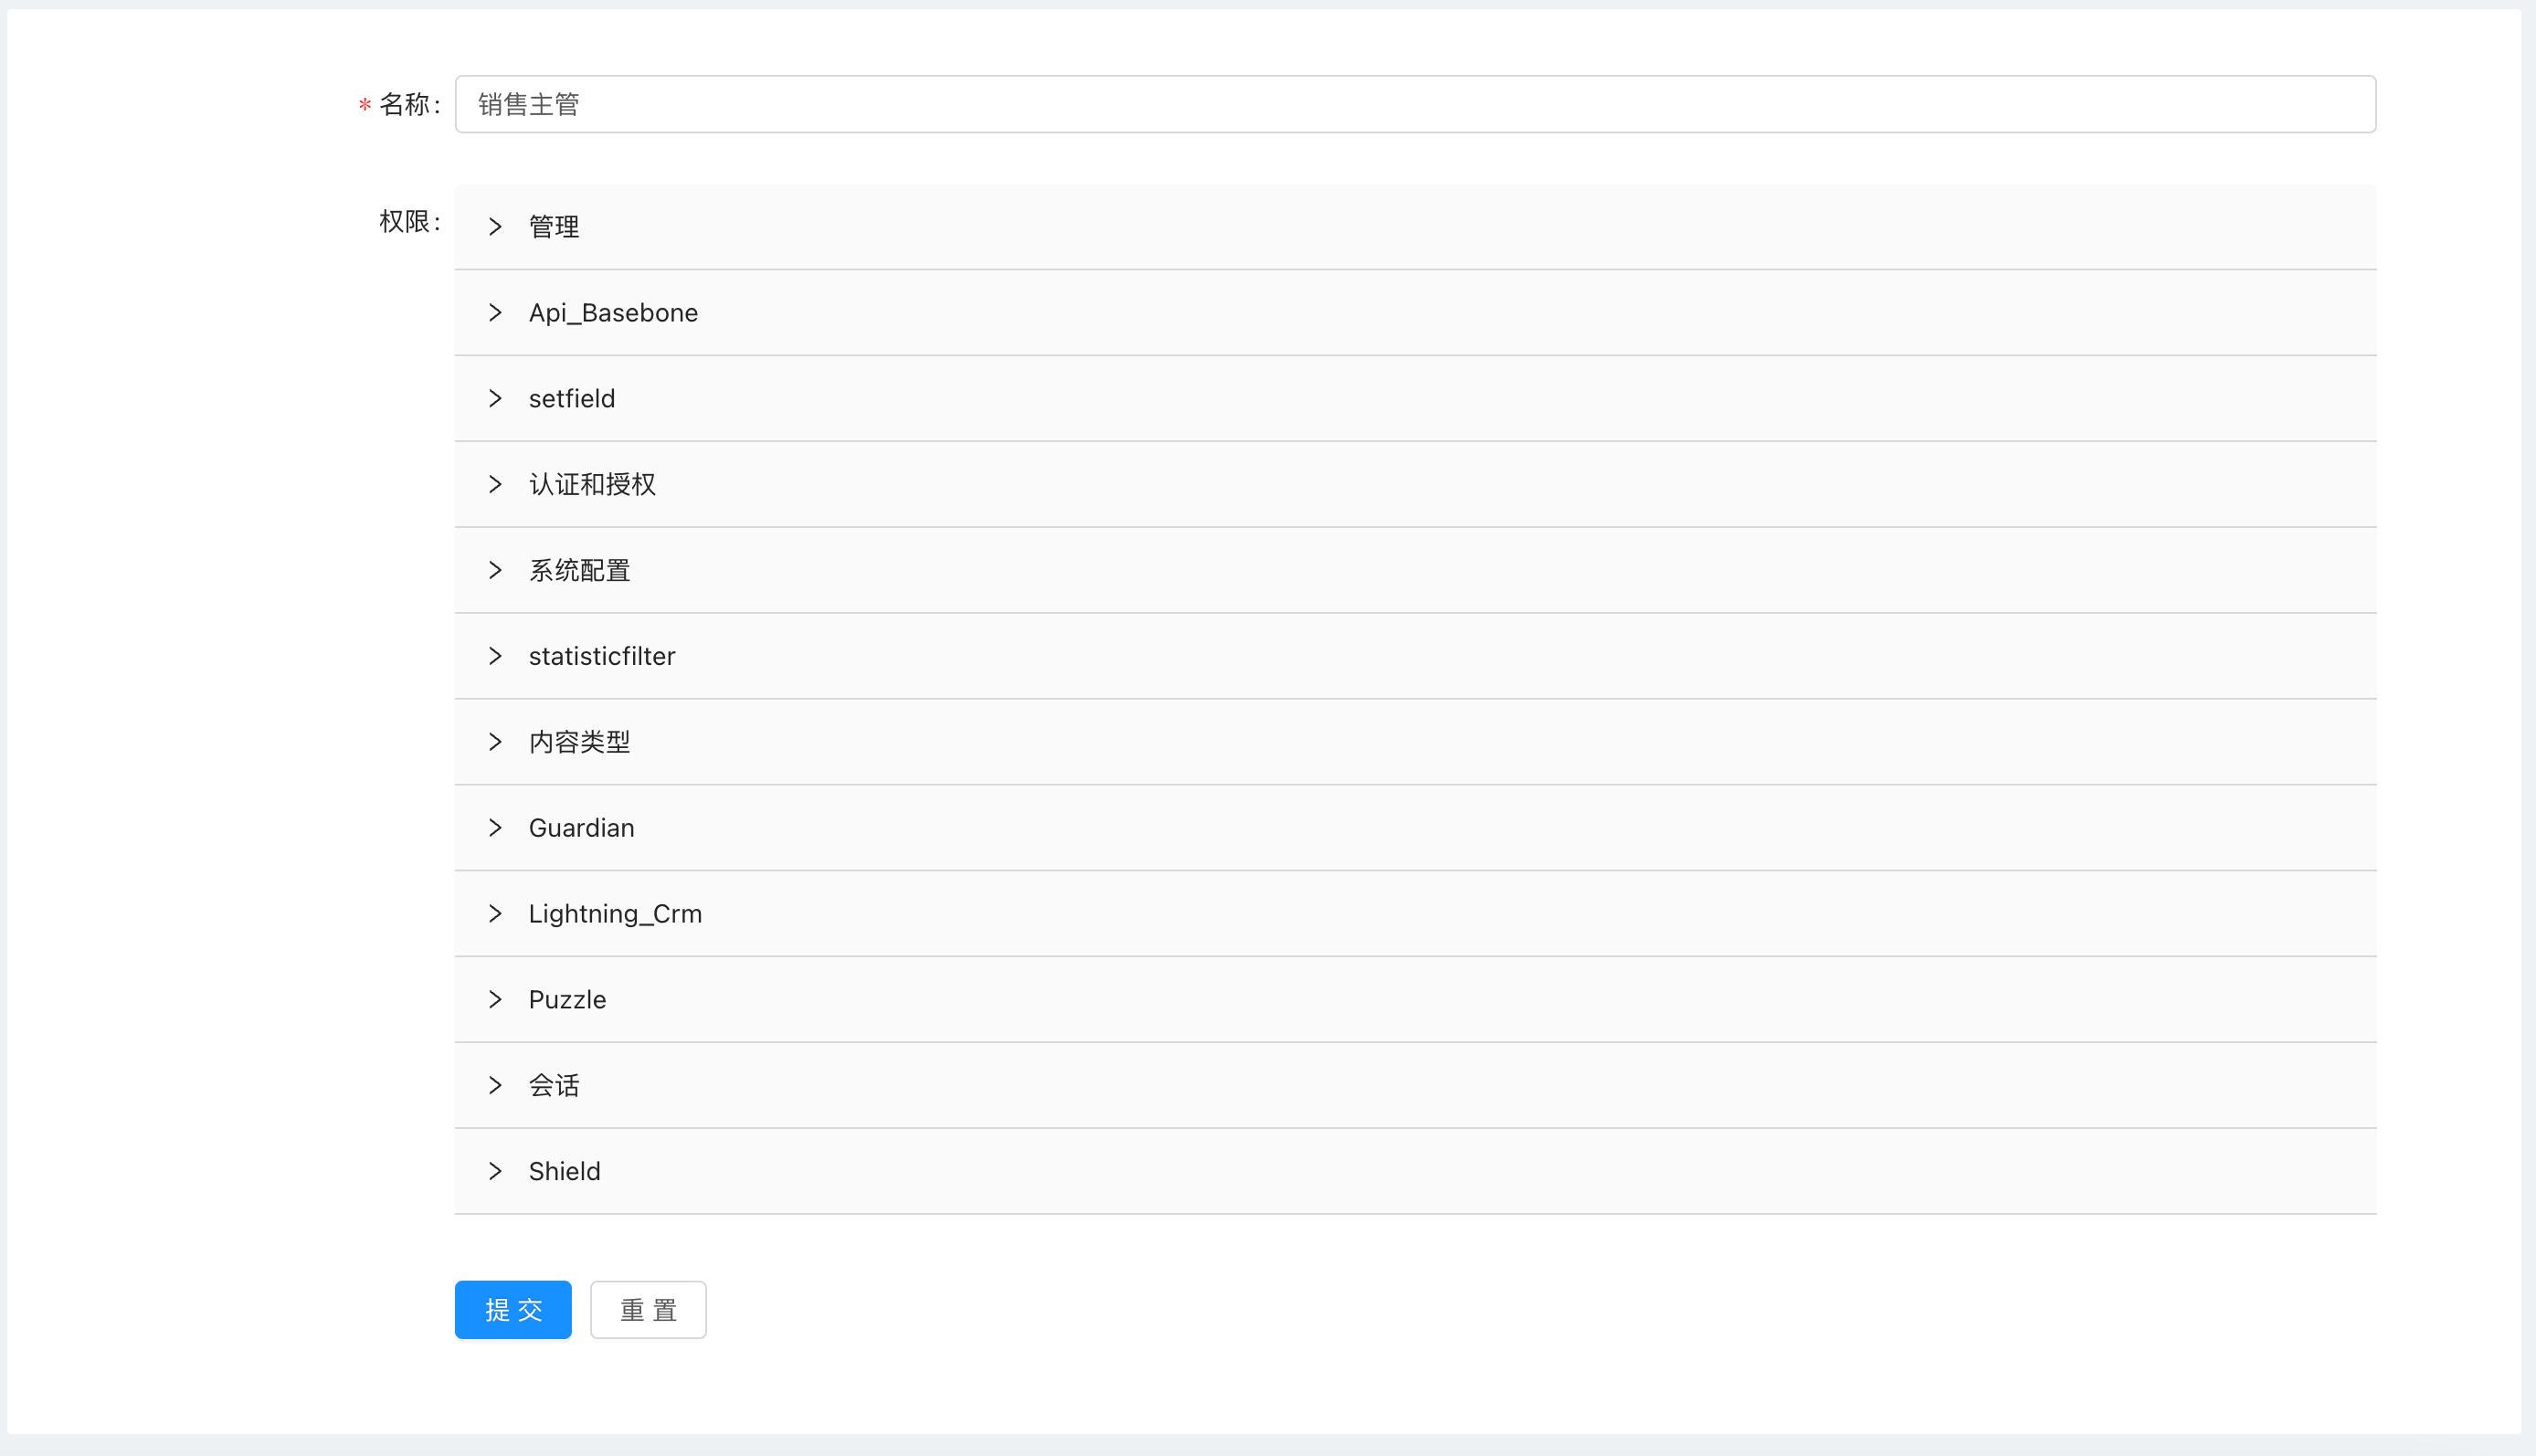 * 名称: 销售主管
权限:
管理
Api_Basebone
setfield
认证和授权
系统配置
statisticfilter
内容类型
Guardian
Lightning_Crm
Puzzle
会话
Shield
提 交 重 置